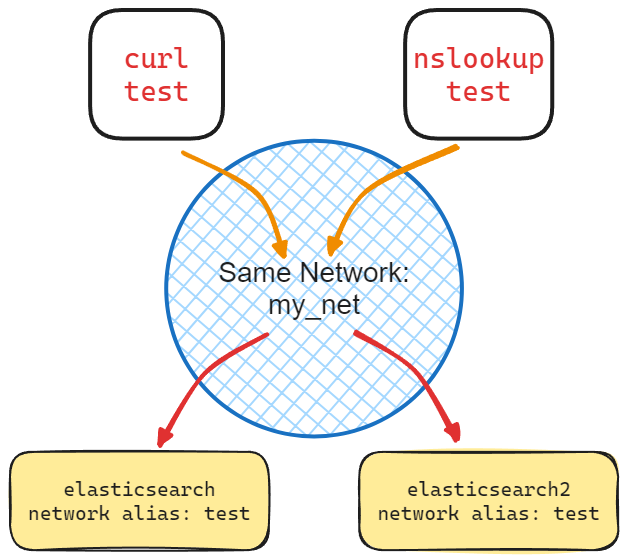 curl
test
nslookup
test
Same Network:
my_net
elasticsearch
network alias: test
elasticsearch2
network alias: test